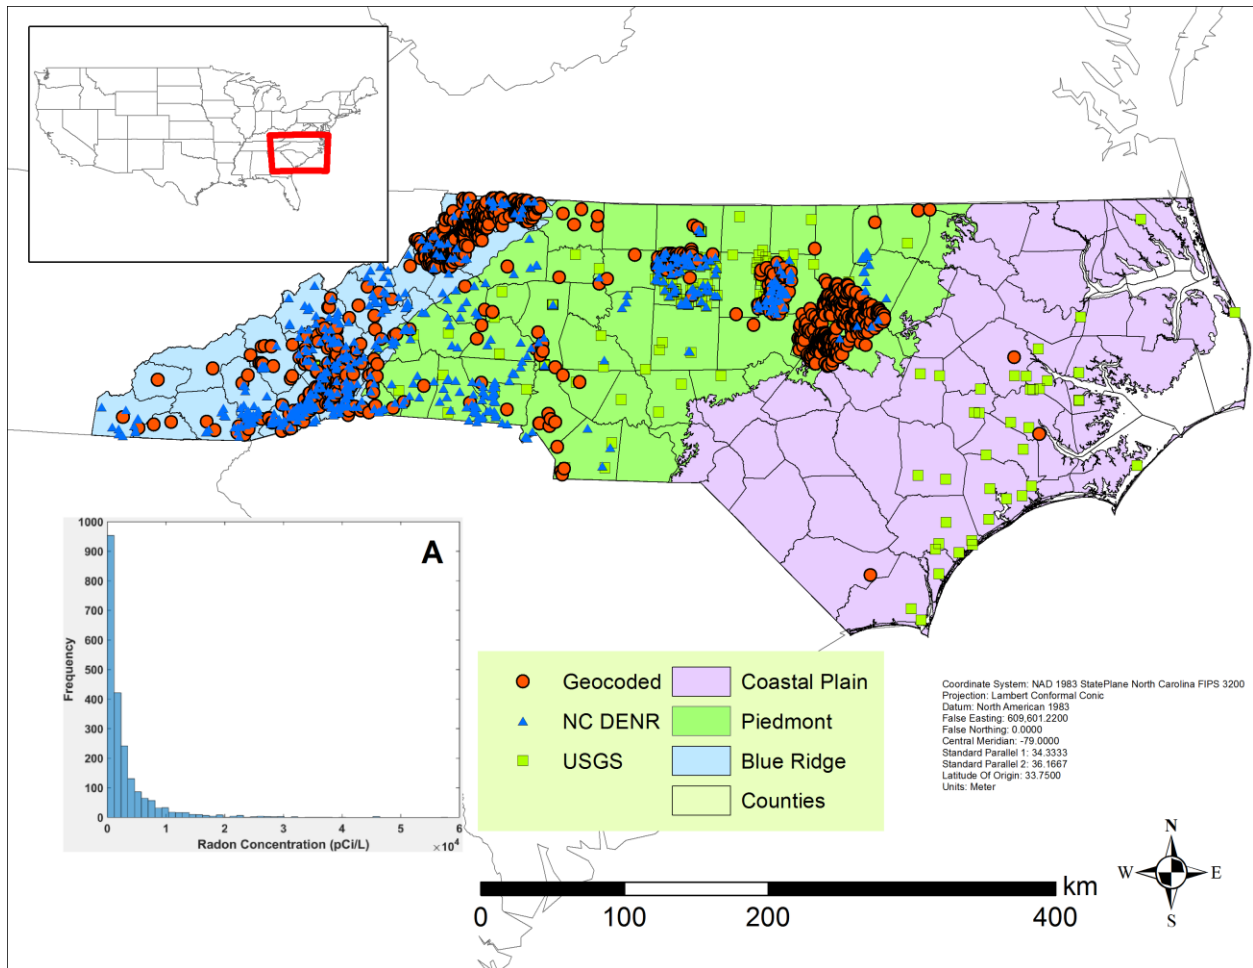 A
1000
900
800
700
600
500
400
300
200
100
0
Frequency
0 1 2 3 4 5 6
Radon Concentration (pCi/L)
×10⁴
Geocoded
NC DENR
USGS
Coastal Plain
Piedmont
Blue Ridge
Counties
Coordinate System: NAD 1983 StatePlane North Carolina FIPS 3200
Projection: Lambert Conformal Conic
Datum: North American 1983
False Easting: 609,601.2200
False Northing: 0.0000
Central Meridian: -79.0000
Standard Parallel 1: 34.3333
Standard Parallel 2: 36.1667
Latitude Of Origin: 33.7500
Units: Meter
N
W E
S
km
0 100 200 400